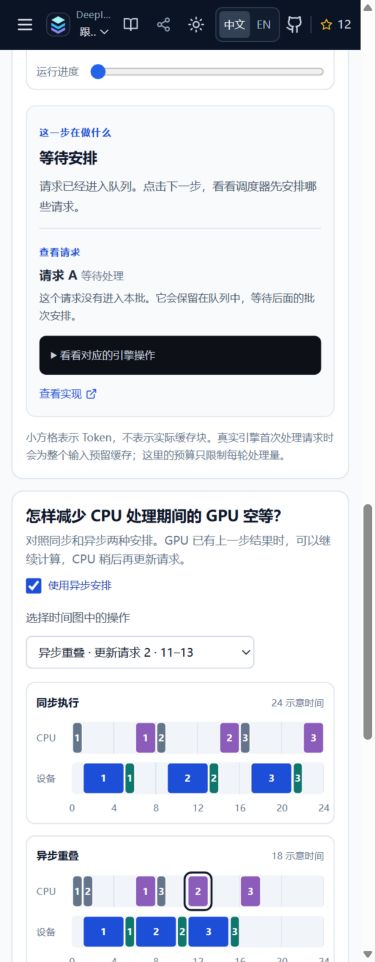 Deepl...
跟..
中文
EN
12
运行进度
这一步在做什么
等待安排
请求已经进入队列。点击下一步，看看调度器先安排哪
些请求。
查看请求
请求 A 等待处理
这个请求没有进入本批。它会保留在队列中，等待后面的批
次安排。
▸看看对应的引擎操作
查看实现
小方格表示 Token，不表示实际缓存块。真实引擎首次处理请求时
会为整个输入预留缓存；这里的预算只限制每轮处理量。
怎样减少 CPU 处理期间的 GPU 空等？
对照同步和异步两种安排。GPU 已有上一步结果时，可以继
续计算，CPU 稍后再更新请求。
使用异步安排
选择时间图中的操作
异步重叠 · 更新请求 2 · 11–13
同步执行 24 示意时间
CPU 1 1 2 2 3 3
设备 1 1 2 2 3 3
0 4 8 12 16 20 24
异步重叠 18 示意时间
CPU 1 2 1 3 2 3
设备 1 1 2 2 3 3
0 4 8 12 16 20 24